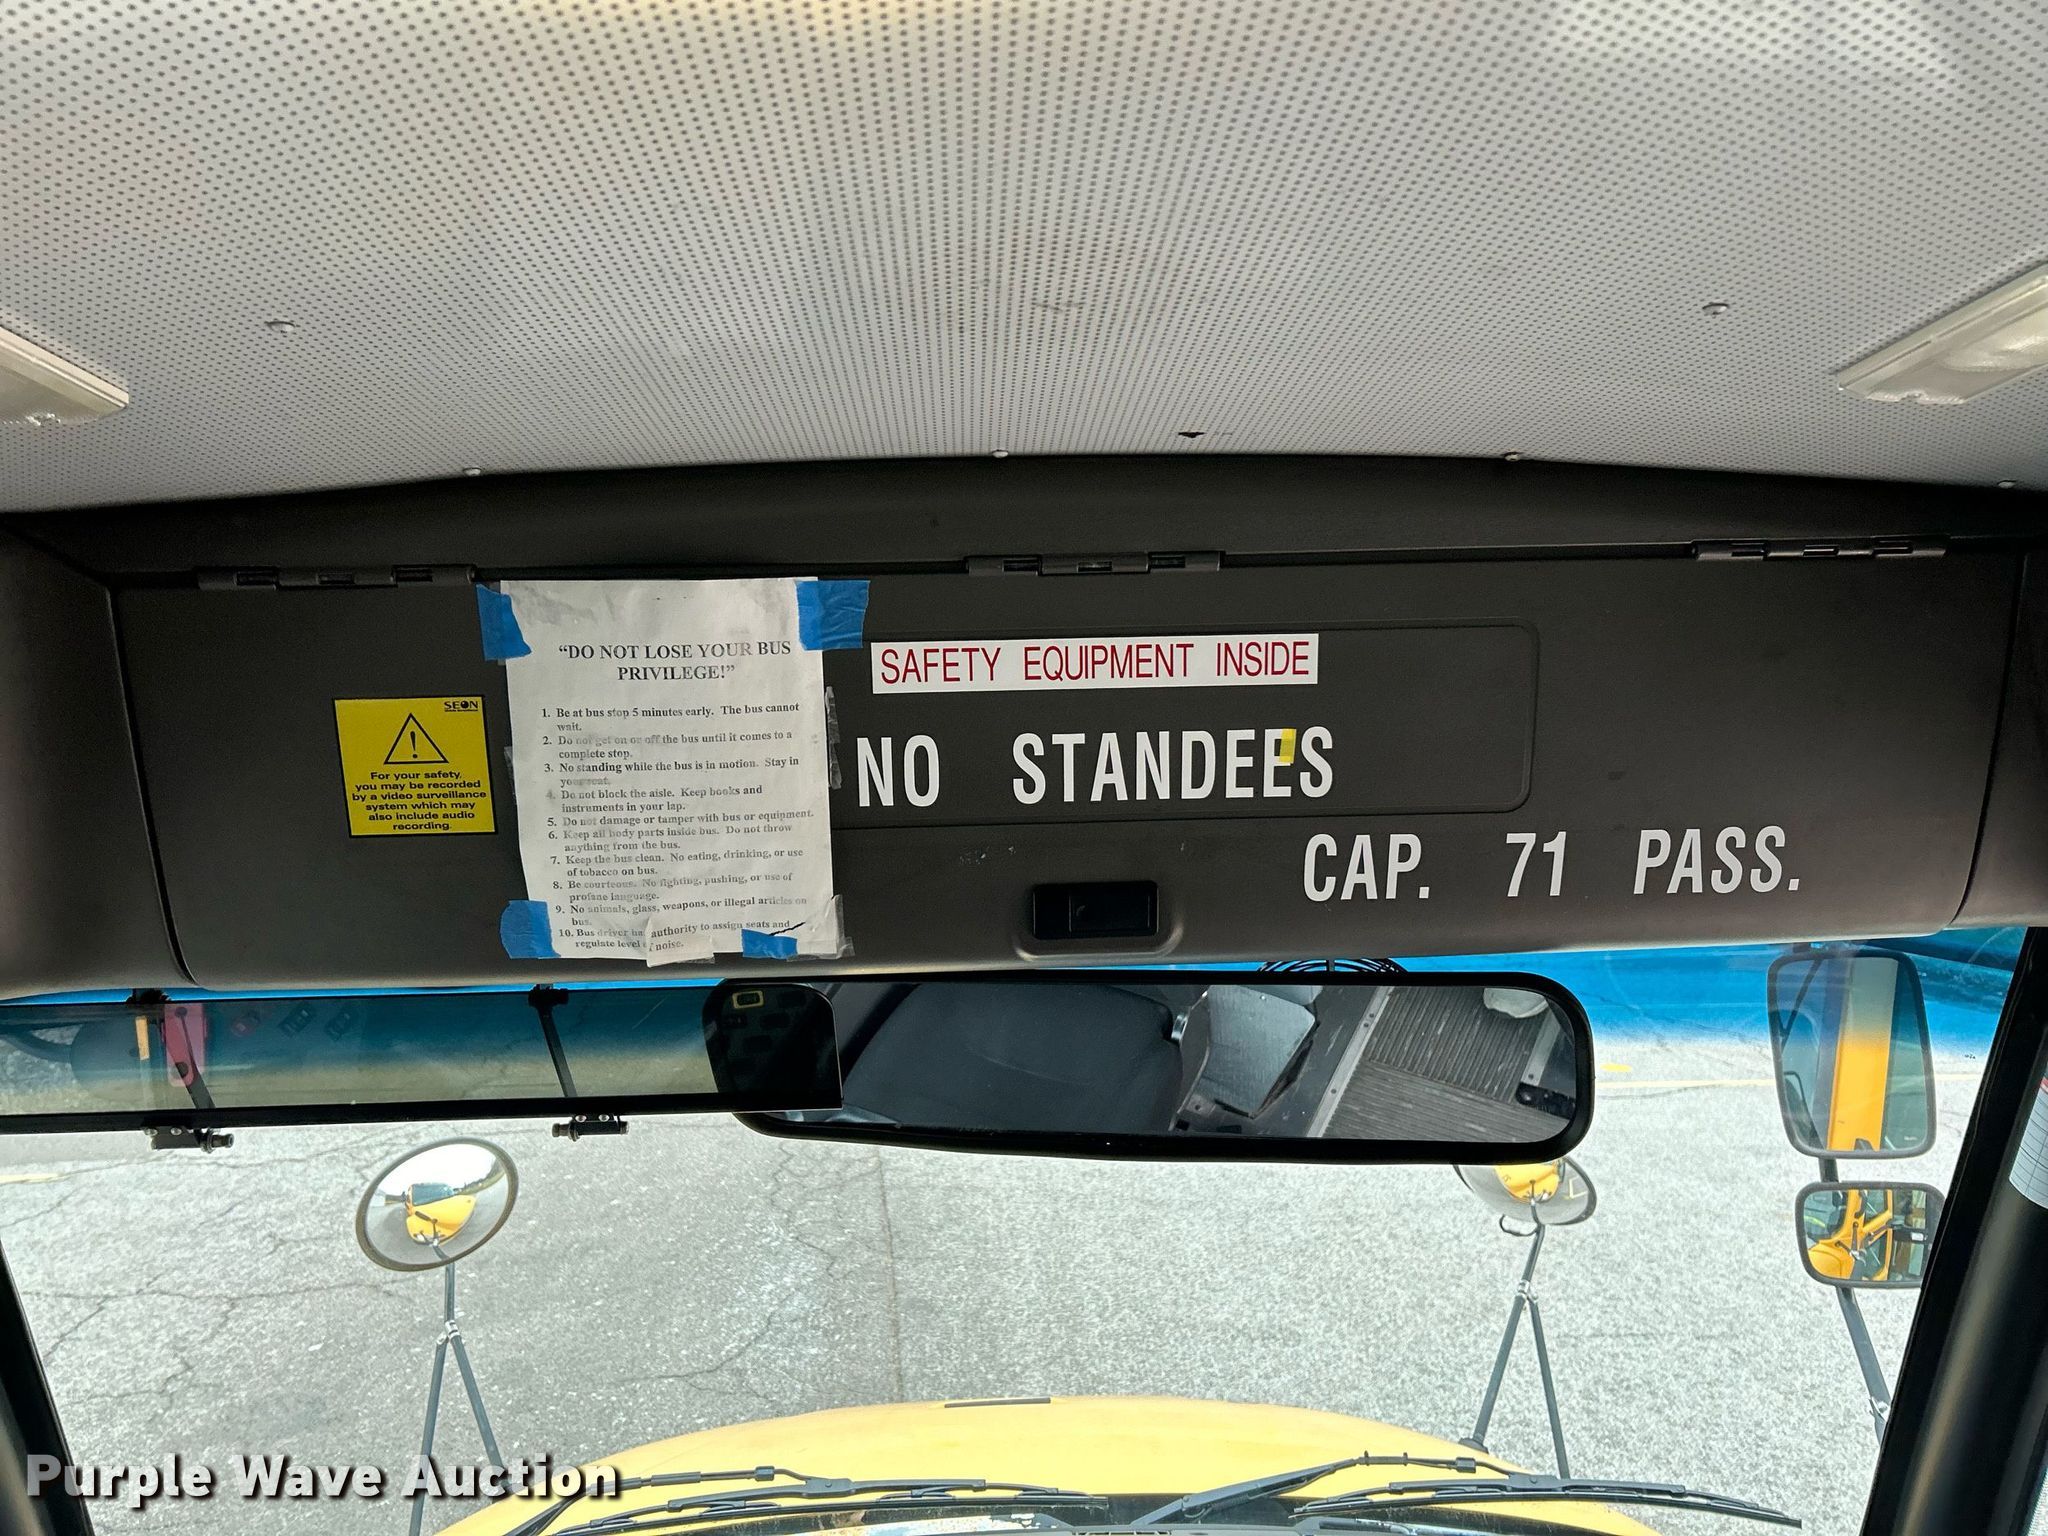 SEON
For your safety,
you may be recorded
by a video surveillance
system which may
also include audio
recording.
“DO NOT LOSE YOUR BUS
PRIVILEGE!”
1. Be at bus stop 5 minutes early. The bus cannot
wait.
2. Do not get on or off the bus until it comes to a
complete stop.
3. No standing while the bus is in motion. Stay in
your seat.
4. Do not block the aisle. Keep books and
instruments in your lap.
5. Do not damage or tamper with bus or equipment.
6. Keep all body parts inside bus. Do not throw
anything from the bus.
7. Keep the bus clean. No eating, drinking, or use
of tobacco on bus.
8. Be courteous. No fighting, pushing, or use of
profane language.
9. No animals, glass, weapons, or illegal articles on
bus.
10. Bus driver has authority to assign seats and
regulate level of noise.
SAFETY EQUIPMENT INSIDE
NO STANDEES
CAP. 71 PASS.
Purple Wave Auction